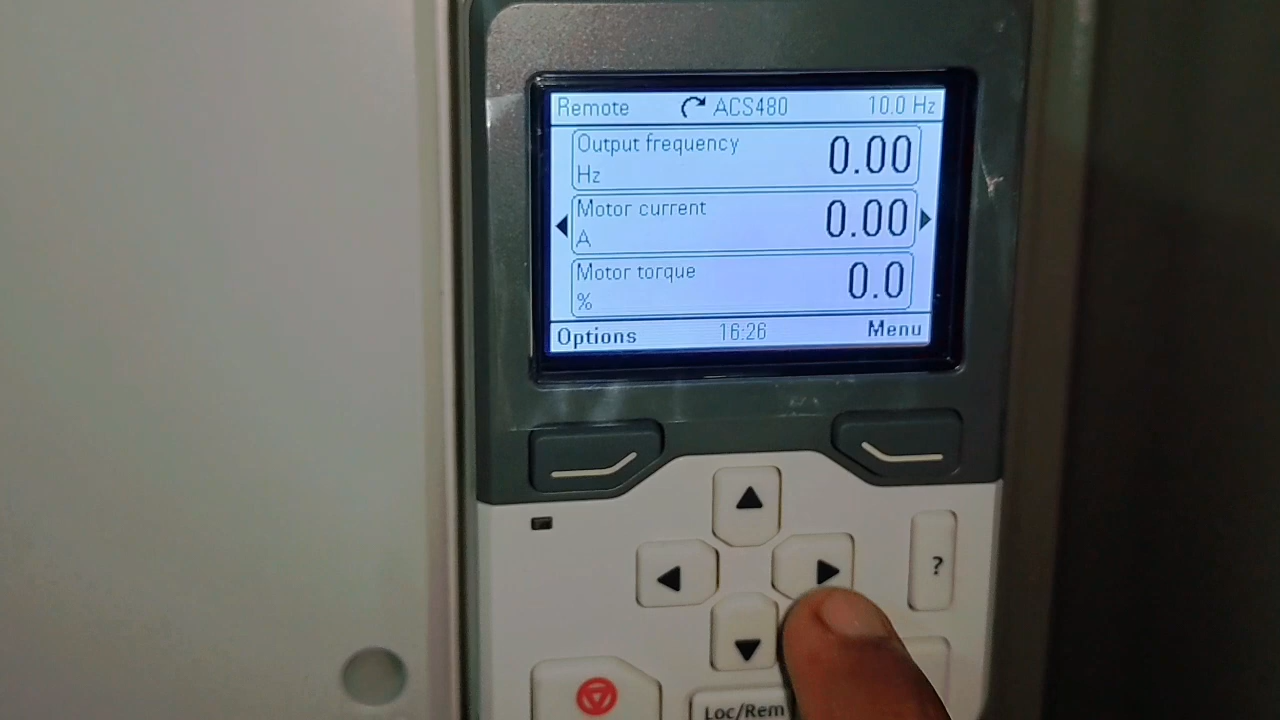 Remote ACS480 10.0 Hz
Output frequency 0.00
Hz
Motor current 0.00
A
Motor torque 0.0
%
Options 16:26 Menu
?
Loc/Rem